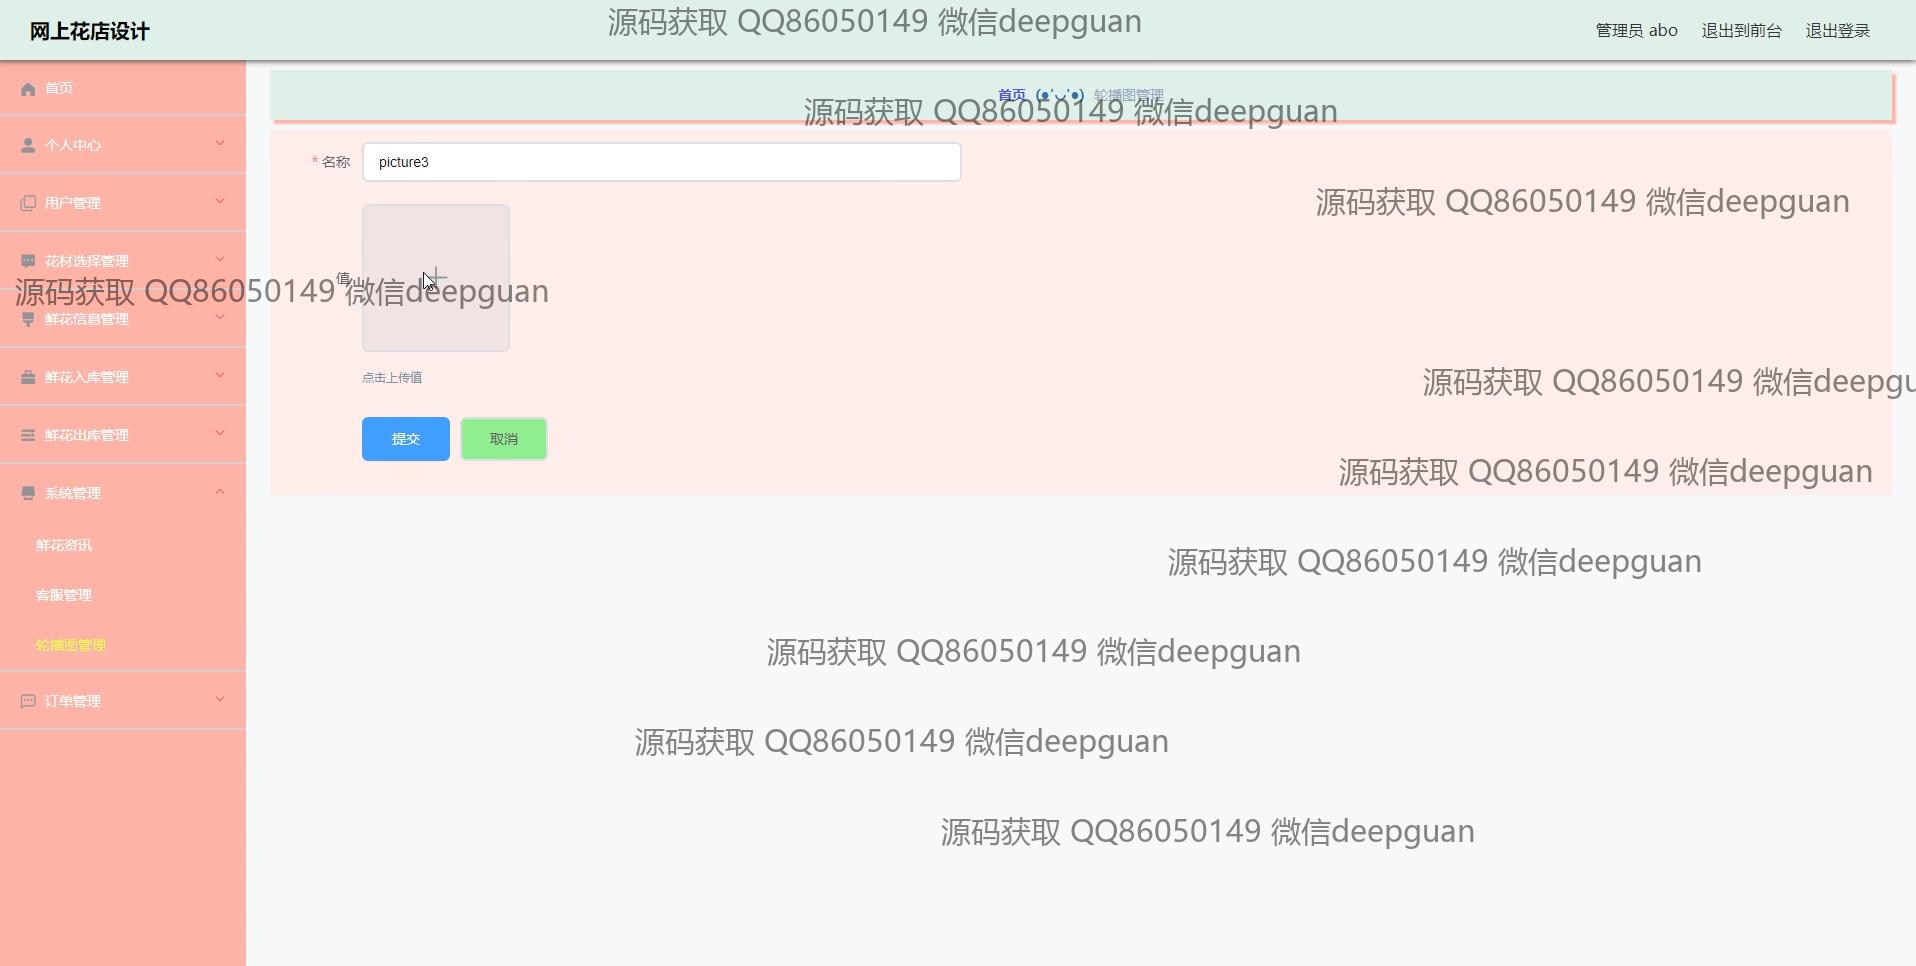 网上花店设计
源码获取 QQ86050149 微信deepguan
管理员 abo 退出到前台 退出登录
首页
首页 (●'◡'●) 轮播图管理
源码获取 QQ86050149 微信deepguan
个人中心
* 名称 picture3
用户管理
源码获取 QQ86050149 微信deepguan
花材选择管理
值
源码获取 QQ86050149 微信deepguan
鲜花信息管理
鲜花入库管理
点击上传值
源码获取 QQ86050149 微信deepgu
鲜花出库管理
提交 取消
源码获取 QQ86050149 微信deepguan
系统管理
鲜花资讯
源码获取 QQ86050149 微信deepguan
客服管理
轮播图管理
源码获取 QQ86050149 微信deepguan
订单管理
源码获取 QQ86050149 微信deepguan
源码获取 QQ86050149 微信deepguan